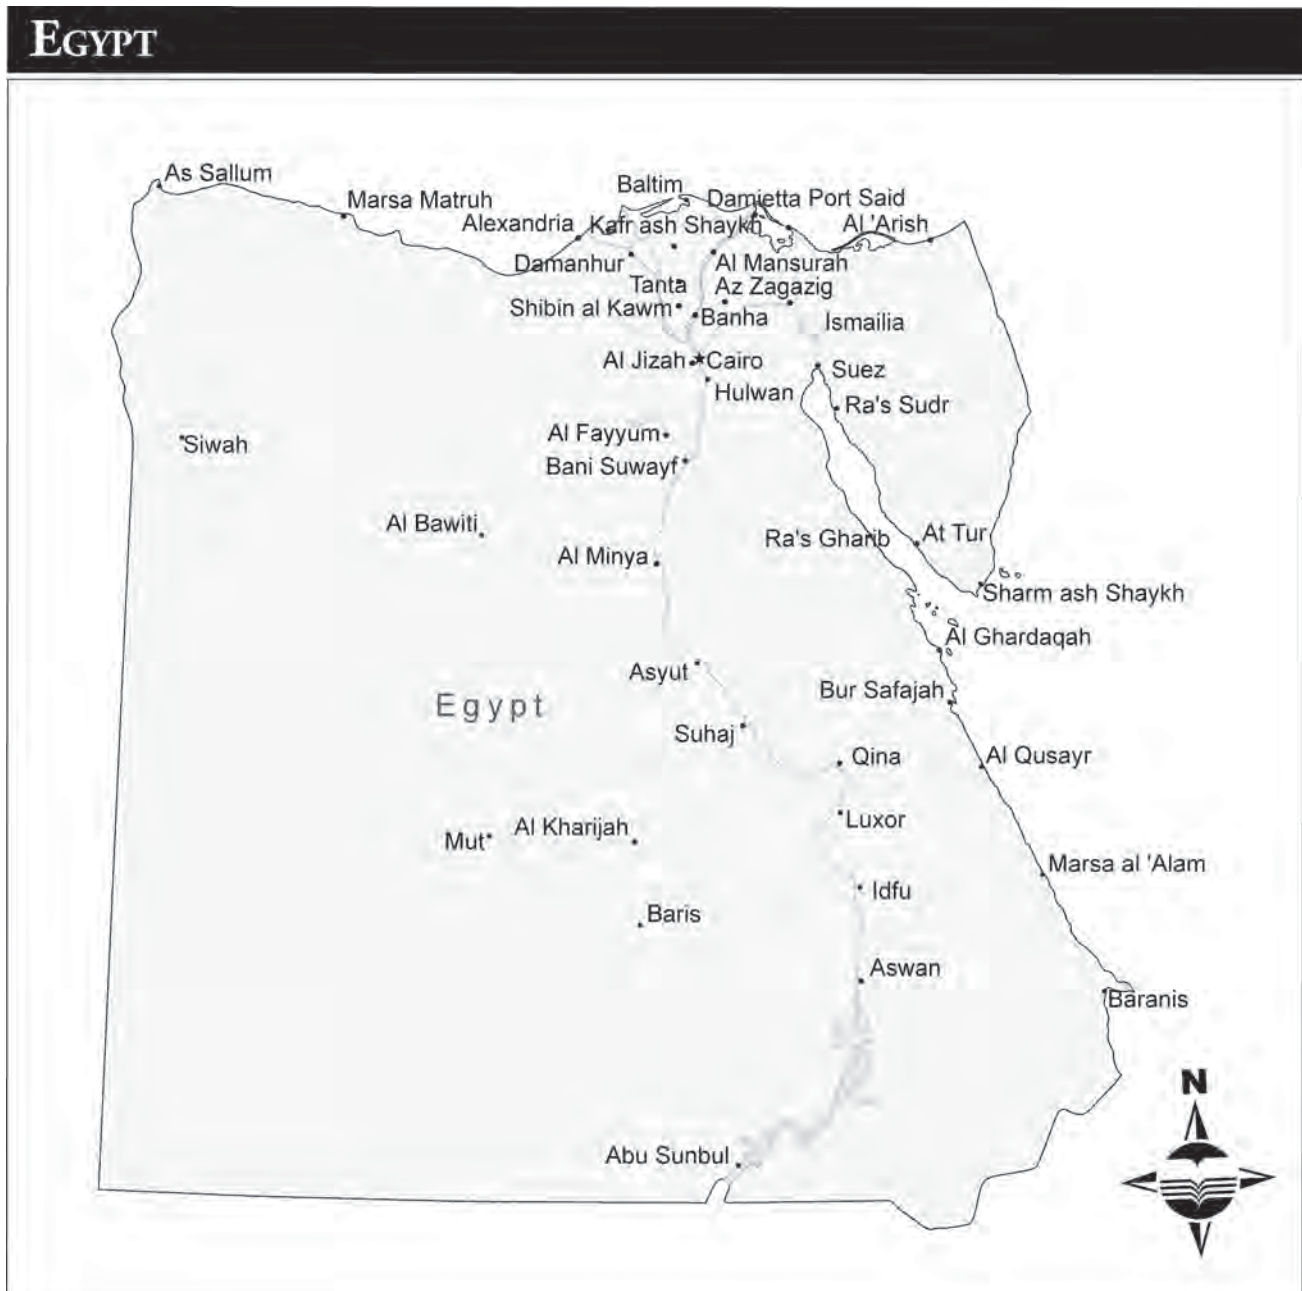 EGYPT
As Sallum
Marsa Matruh
Baltim
Damietta Port Said
Alexandria
Kafr ash Shaykh
Al 'Arish
Damanhur
Al Mansurah
Tanta
Az Zagazig
Shibin al Kawm
Banha
Ismailia
Al Jizah
Cairo
Suez
Hulwan
Ra's Sudr
Siwah
Al Fayyum
Bani Suwayf
Al Bawiti
Ra's Gharib
At Tur
Al Minya
Sharm ash Shaykh
Al Ghardaqah
Asyut
Bur Safajah
Egypt
Suhaj
Qina
Al Qusayr
Mut
Al Kharijah
Luxor
Marsa al 'Alam
Idfu
Baris
Aswan
Baranis
N
Abu Sunbul